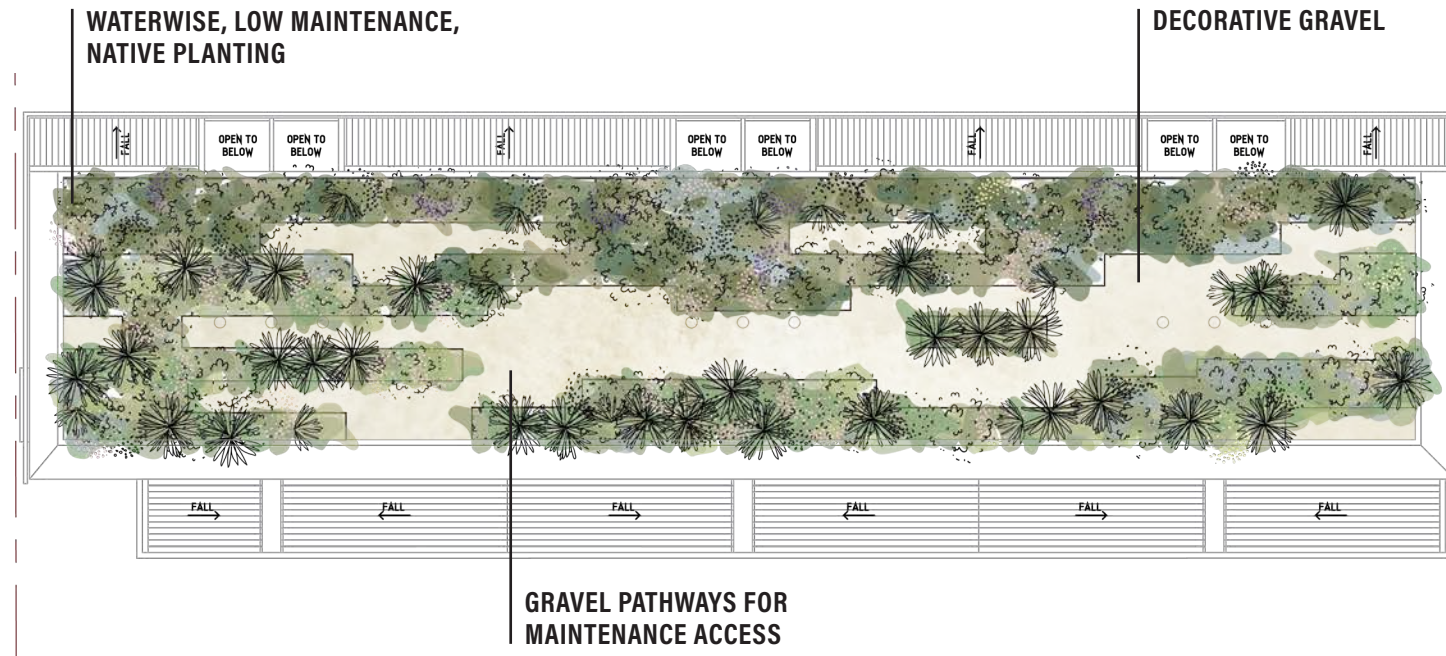 WATERWISE, LOW MAINTENANCE,
NATIVE PLANTING
DECORATIVE GRAVEL
FALL
OPEN TO
BELOW
OPEN TO
BELOW
FALL
OPEN TO
BELOW
OPEN TO
BELOW
FALL
OPEN TO
BELOW
OPEN TO
BELOW
FALL
FALL
FALL
FALL
FALL
FALL
FALL
GRAVEL PATHWAYS FOR
MAINTENANCE ACCESS